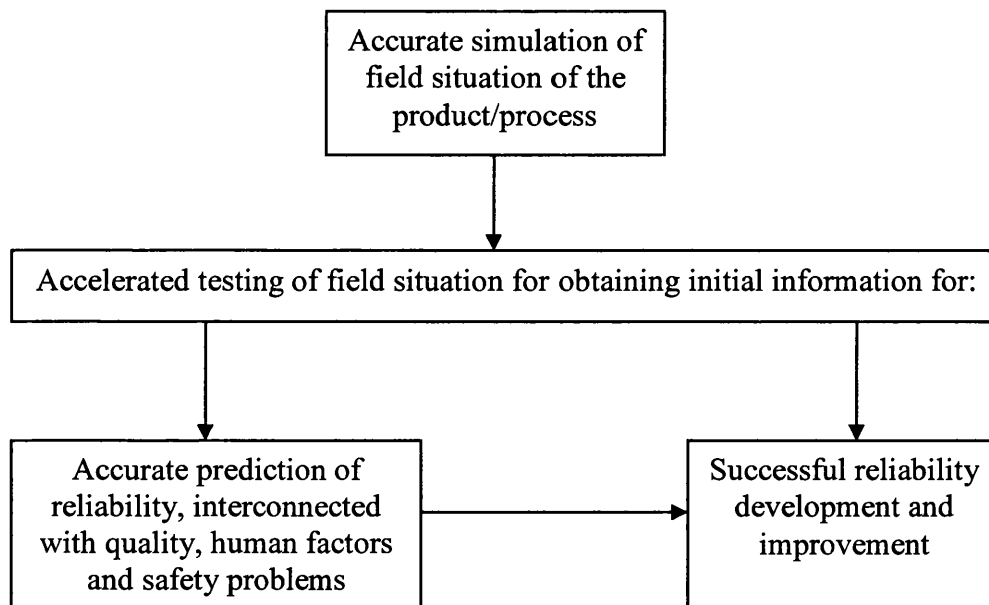 Accurate simulation of
field situation of the
product/process
Accelerated testing of field situation for obtaining initial information for:
Accurate prediction of
reliability, interconnected
with quality, human factors
and safety problems
Successful reliability
development and
improvement